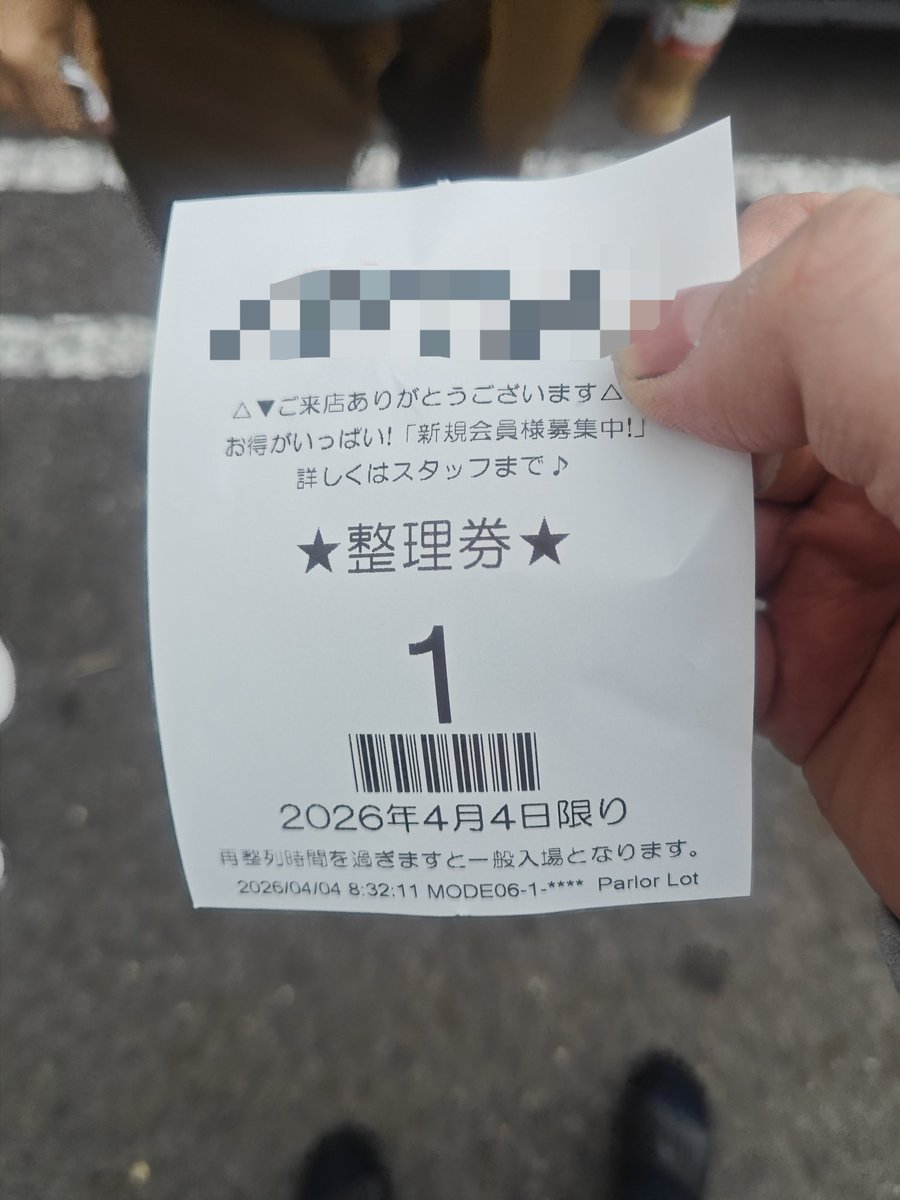 △▼ご来店ありがとうございます△
お得がいっぱい!「新規会員様募集中!」
詳しくはスタッフまで♪
★整理券★
1
2026年4月4日限り
再整列時間を過ぎますと一般入場となります。
2026/04/04 8:32:11 MODE06-1-**** Parlor Lot